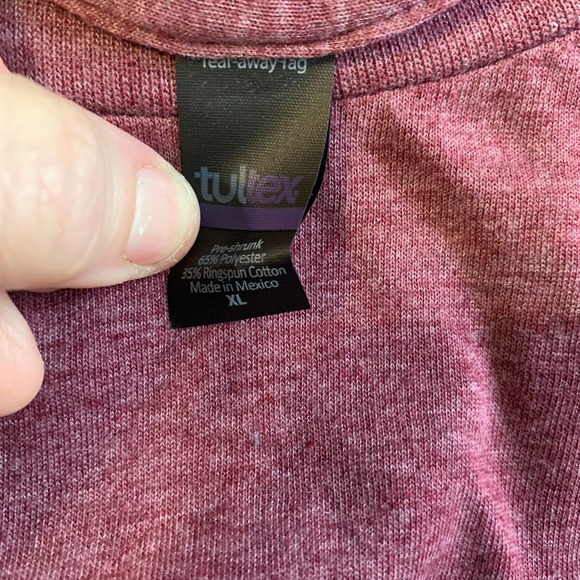 Tear-away Tag
tultex
Pre-shrunk
65% Polyester
35% Ringspun Cotton
Made in Mexico
XL